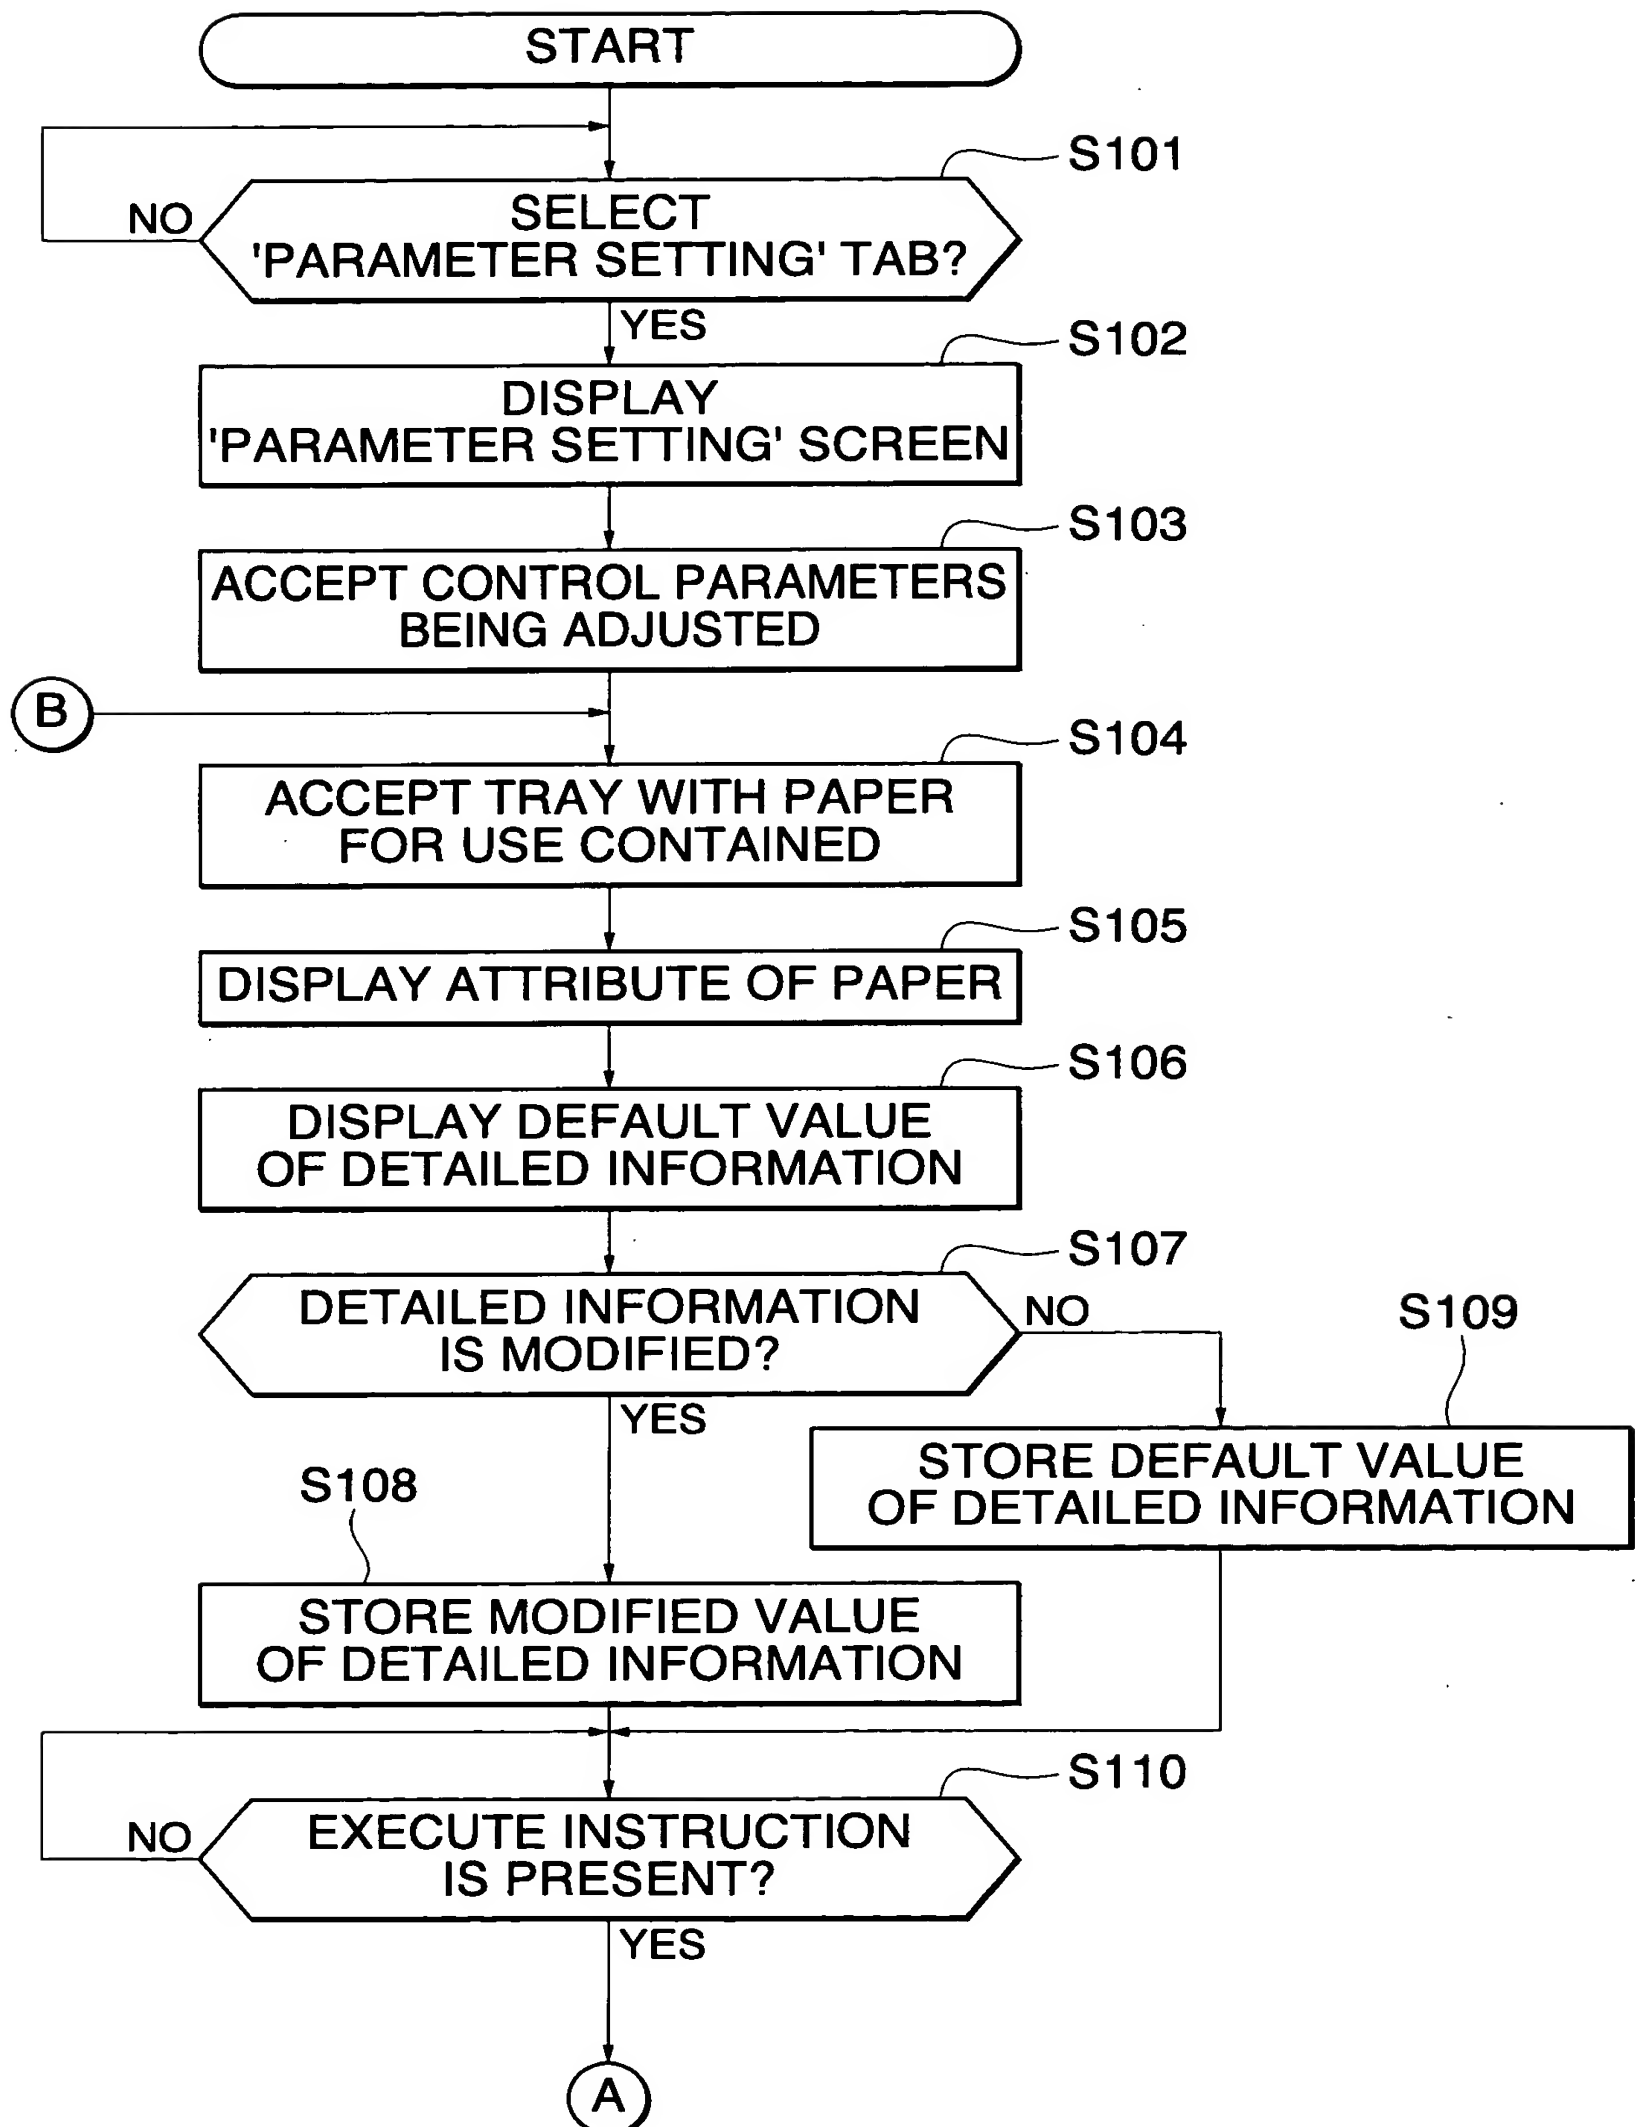 START
S101
NO
SELECT
'PARAMETER SETTING' TAB?
YES
S102
DISPLAY
'PARAMETER SETTING' SCREEN
S103
ACCEPT CONTROL PARAMETERS
BEING ADJUSTED
B
S104
ACCEPT TRAY WITH PAPER
FOR USE CONTAINED
S105
DISPLAY ATTRIBUTE OF PAPER
S106
DISPLAY DEFAULT VALUE
OF DETAILED INFORMATION
S107
DETAILED INFORMATION
IS MODIFIED?
NO
S109
YES
STORE DEFAULT VALUE
OF DETAILED INFORMATION
S108
STORE MODIFIED VALUE
OF DETAILED INFORMATION
S110
NO
EXECUTE INSTRUCTION
IS PRESENT?
YES
A